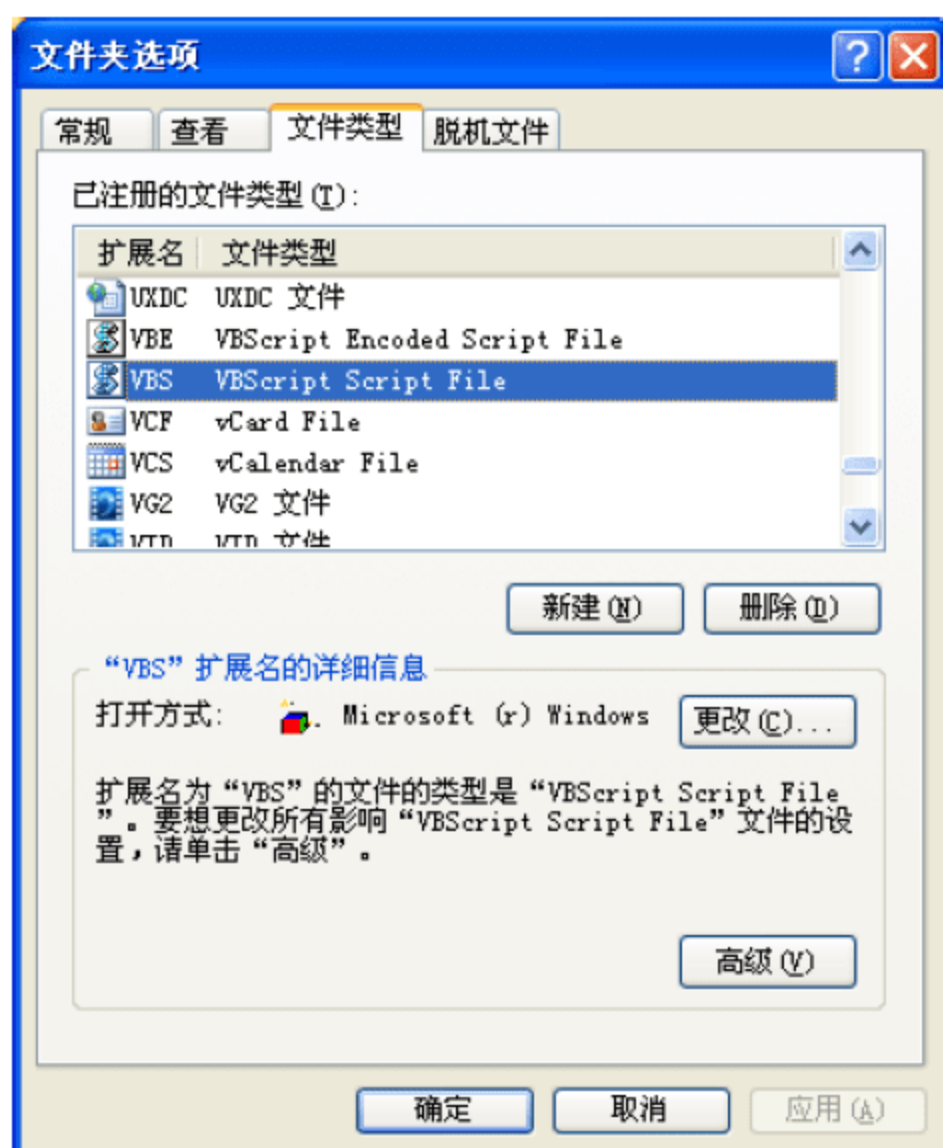 文件夹选项
常规 查看 文件类型 脱机文件
已注册的文件类型(T):
扩展名 文件类型
UXDC UXDC 文件
VBE VBScript Encoded Script File
VBS VBScript Script File
VCF vCard File
VCS vCalendar File
VG2 VG2 文件
新建(N) 删除(D)
“VBS”扩展名的详细信息
打开方式: Microsoft (r) Windows 更改(C)...
扩展名为“VBS”的文件的类型是“VBScript Script File
”。要想更改所有影响“VBScript Script File”文件的设
置,请单击“高级”。
高级(V)
确定 取消 应用(A)